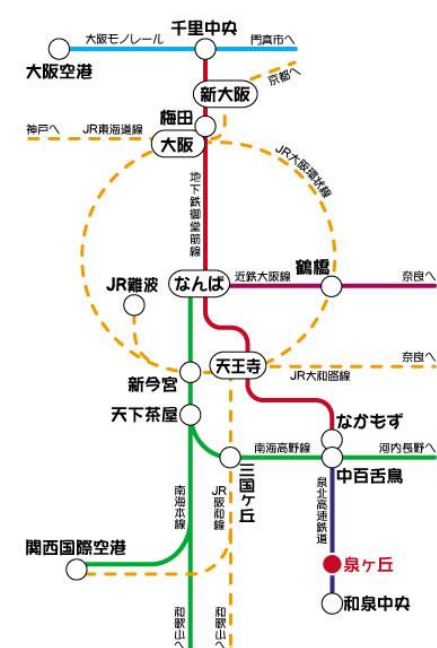 千里中央
大阪モノレール
門真市へ
大阪空港
京都へ
新大阪
梅田
神戸へ
JR東海道線
大阪
JR大阪環状線
地下鉄御堂筋線
鶴橋
JR難波
なんば
近鉄大阪線
奈良へ
新今宮
天王寺
奈良へ
JR大和路線
天下茶屋
なかもず
南海高野線
河内長野へ
三国ヶ丘
中百舌鳥
南海本線
JR阪和線
泉北高速鉄道
関西国際空港
泉ヶ丘
和泉中央
和歌山へ
和歌山へ